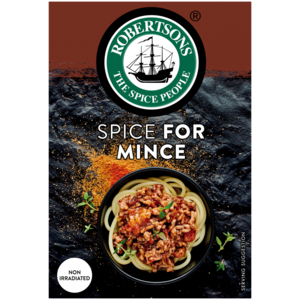 ®
ROBERTSONS
THE SPICE PEOPLE
SPICE FOR
MINCE
NON
IRRADIATED
SERVING SUGGESTION